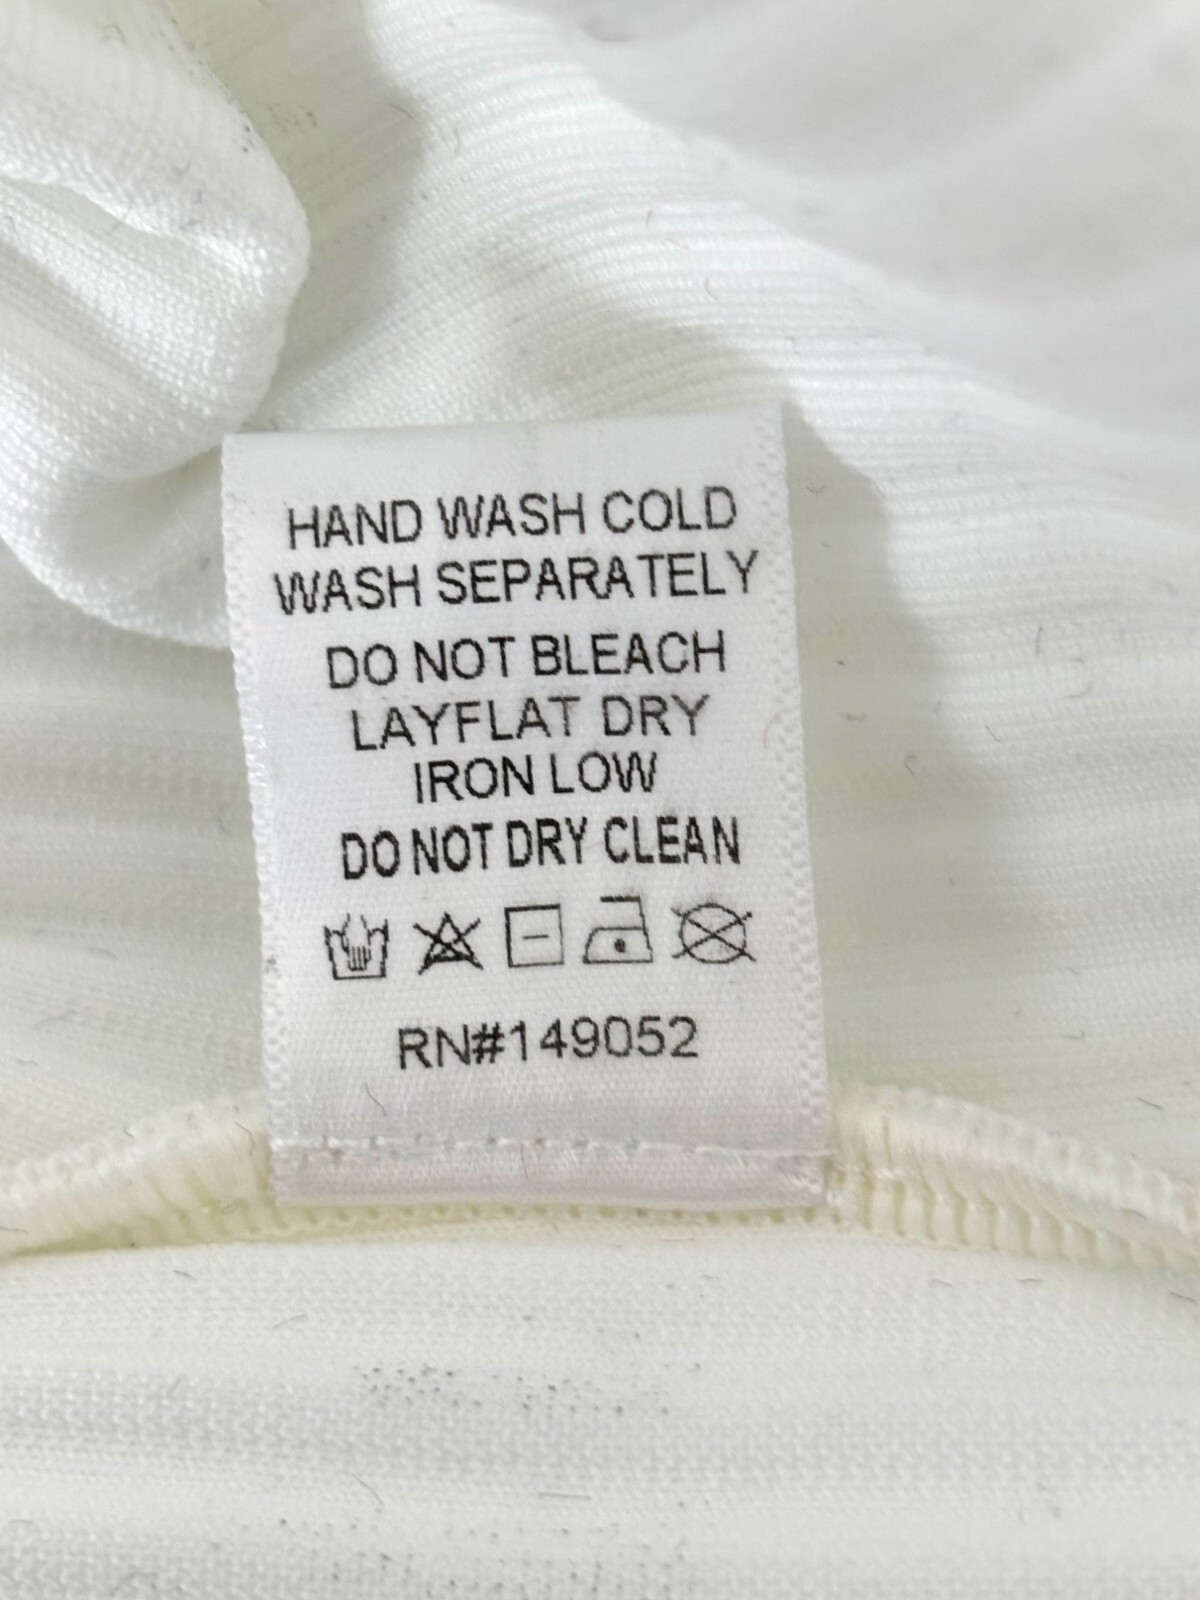 HAND WASH COLD
WASH SEPARATELY
DO NOT BLEACH
LAYFLAT DRY
IRON LOW
DO NOT DRY CLEAN
RN#149052